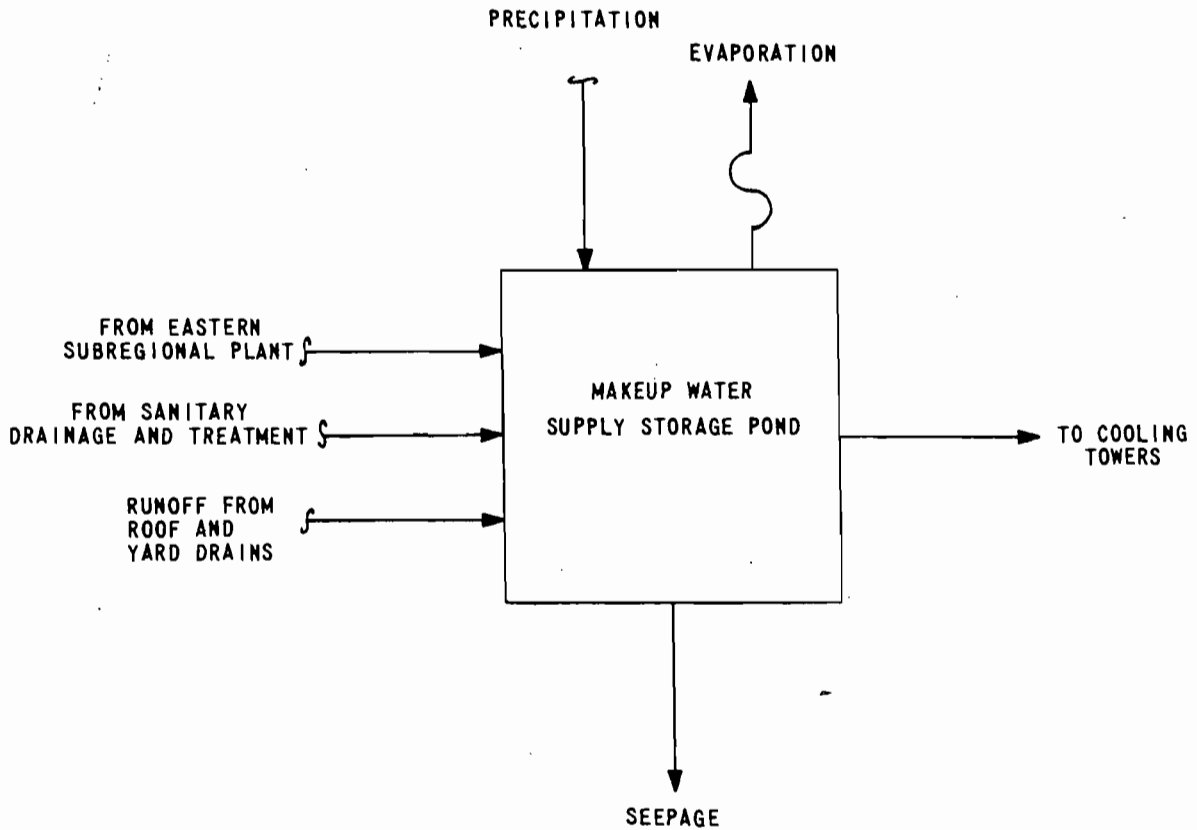 PRECIPITATION
EVAPORATION
FROM EASTERN
SUBREGIONAL PLANT
FROM SANITARY
DRAINAGE AND TREATMENT
RUNOFF FROM
ROOF AND
YARD DRAINS
MAKEUP WATER
SUPPLY STORAGE POND
TO COOLING
TOWERS
SEEPAGE